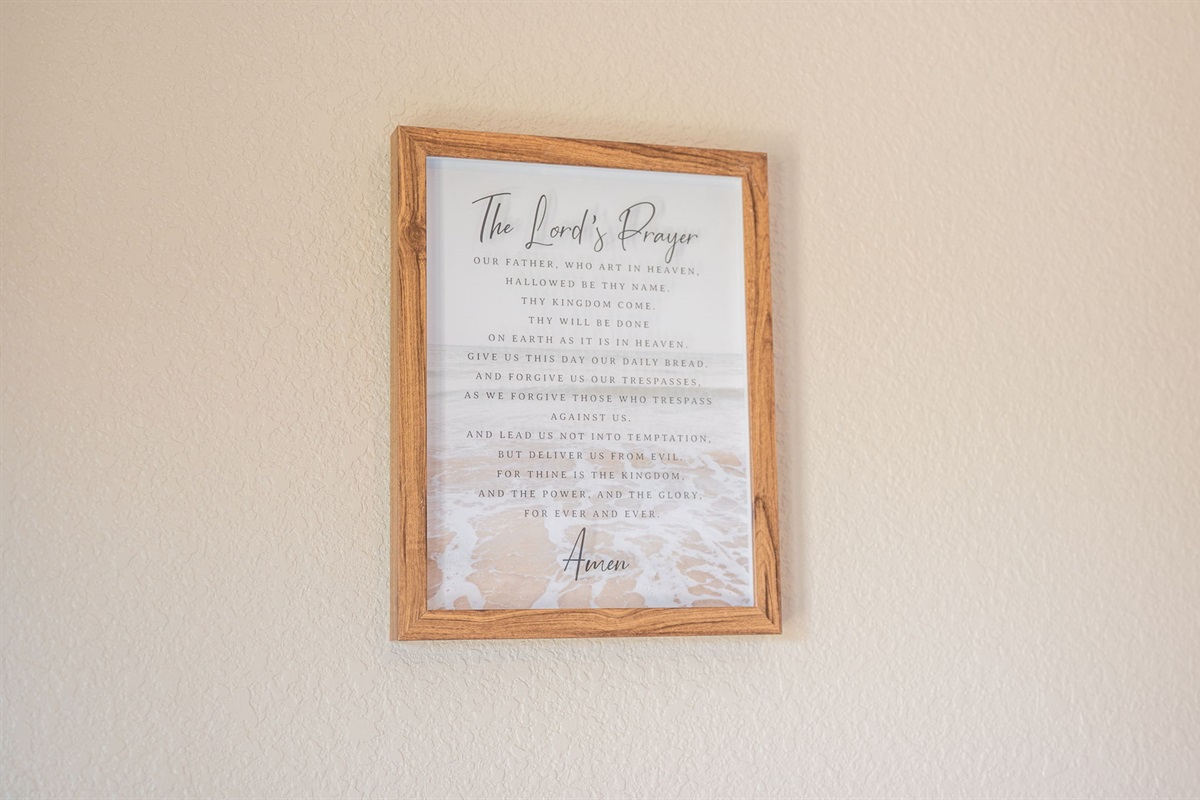 The Lord's Prayer
OUR FATHER, WHO ART IN HEAVEN,
HALLOWED BE THY NAME.
THY KINGDOM COME.
THY WILL BE DONE
ON EARTH AS IT IS IN HEAVEN.
GIVE US THIS DAY OUR DAILY BREAD,
AND FORGIVE US OUR TRESPASSES,
AS WE FORGIVE THOSE WHO TRESPASS
AGAINST US.
AND LEAD US NOT INTO TEMPTATION,
BUT DELIVER US FROM EVIL.
FOR THINE IS THE KINGDOM,
AND THE POWER, AND THE GLORY,
FOR EVER AND EVER.
Amen